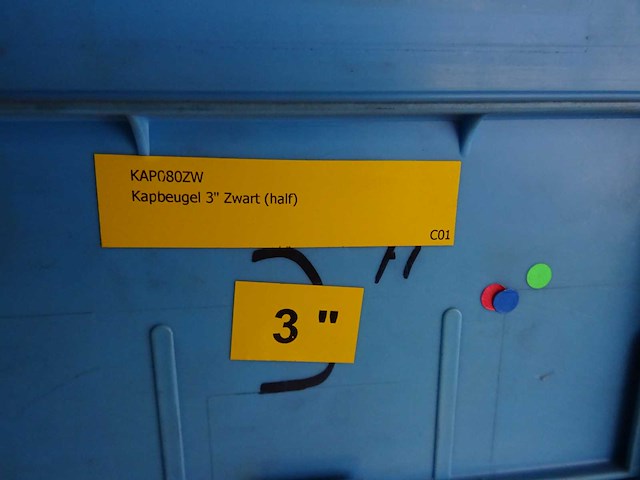 KAP080ZW
Kapbeugel 3" Zwart (half)
C01
3 "